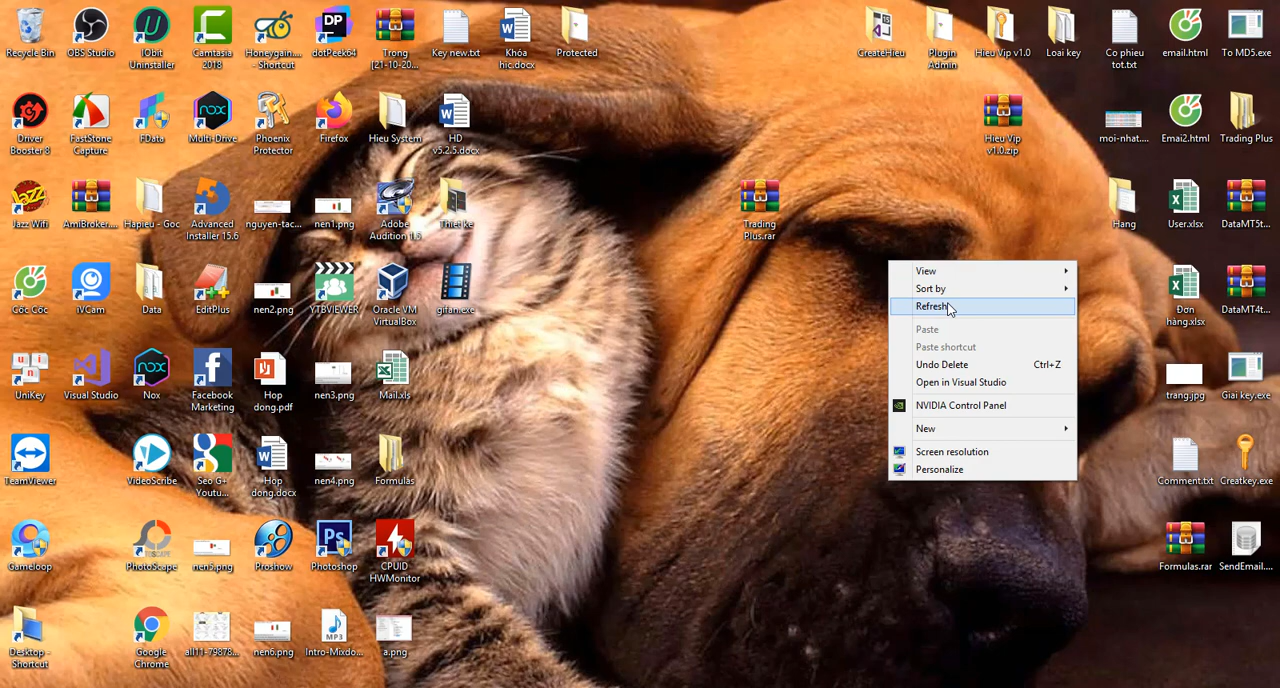 Recycle Bin
OBS Studio
IObit
Uninstaller
Camtasia
2018
Honeygain...
- Shortcut
dotPeek64
Trong
[21-10-20...
Key new.txt
Khóa
hic.docx
Protected
CreateHieu
Plugin
Admin
Hieu Vip v1.0
Loai key
Co phieu
tot.txt
email.html
To MD5.exe
Driver
Booster 8
FastStone
Capture
FData
Multi-Drive
Phoenix
Protector
Firefox
Hieu System
HD
v5.2.5.docx
Hieu Vip
v1.0.zip
moi-nhat....
Emai2.html
Trading Plus
Jazz Wifi
AmiBroker....
Hapieu - Goc
Advanced
Installer 15.6
nguyen-tac...
nen1.png
Adobe
Audition 1.5
Thiet ke
Trading
Plus.rar
Hang
User.xlsx
DataMT5t...
Cốc Cốc
iVCam
Data
EditPlus
nen2.png
YTBVIEWER
Oracle VM
VirtualBox
gifan.exe
Đơn
hàng.xlsx
DataMT4t...
View
Sort by
Refresh
Paste
Paste shortcut
Undo Delete Ctrl+Z
Open in Visual Studio
NVIDIA Control Panel
New
Screen resolution
Personalize
UniKey
Visual Studio
Nox
Facebook
Marketing
Hop
dong.pdf
nen3.png
Mail.xls
trang.jpg
Giai key.exe
TeamViewer
VideoScribe
Seo G+
Youtu...
Hop
dong.docx
nen4.png
Formulas
Comment.txt
Creatkey.exe
Gameloop
PhotoScape
nen5.png
Proshow
Photoshop
CPUID
HWMonitor
Formulas.rar
SendEmail....
Desktop -
Shortcut
Google
Chrome
all11-79878...
nen6.png
Intro-Mixdo...
a.png